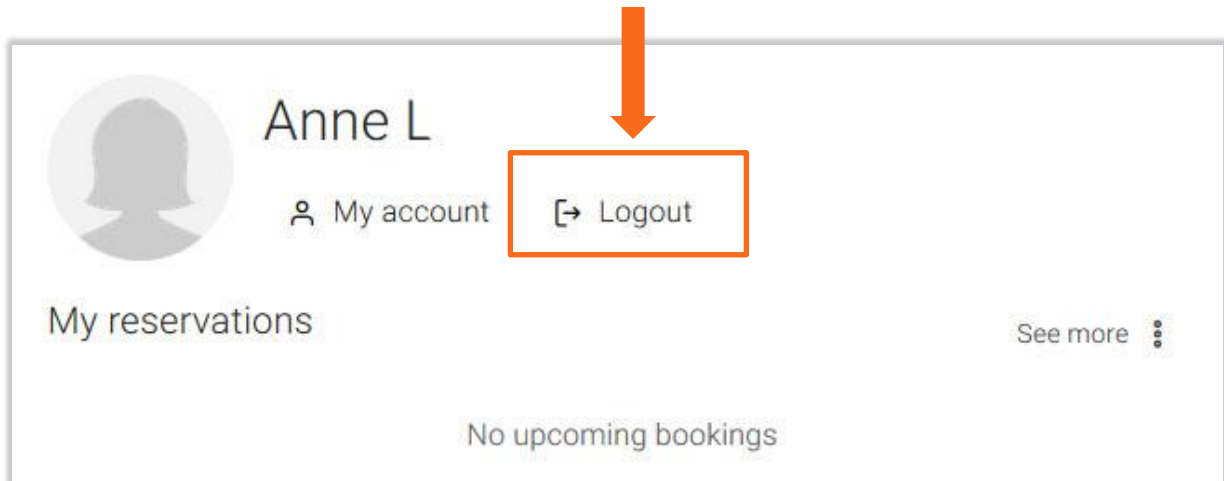 Anne L
My account Logout
My reservations
See more
No upcoming bookings